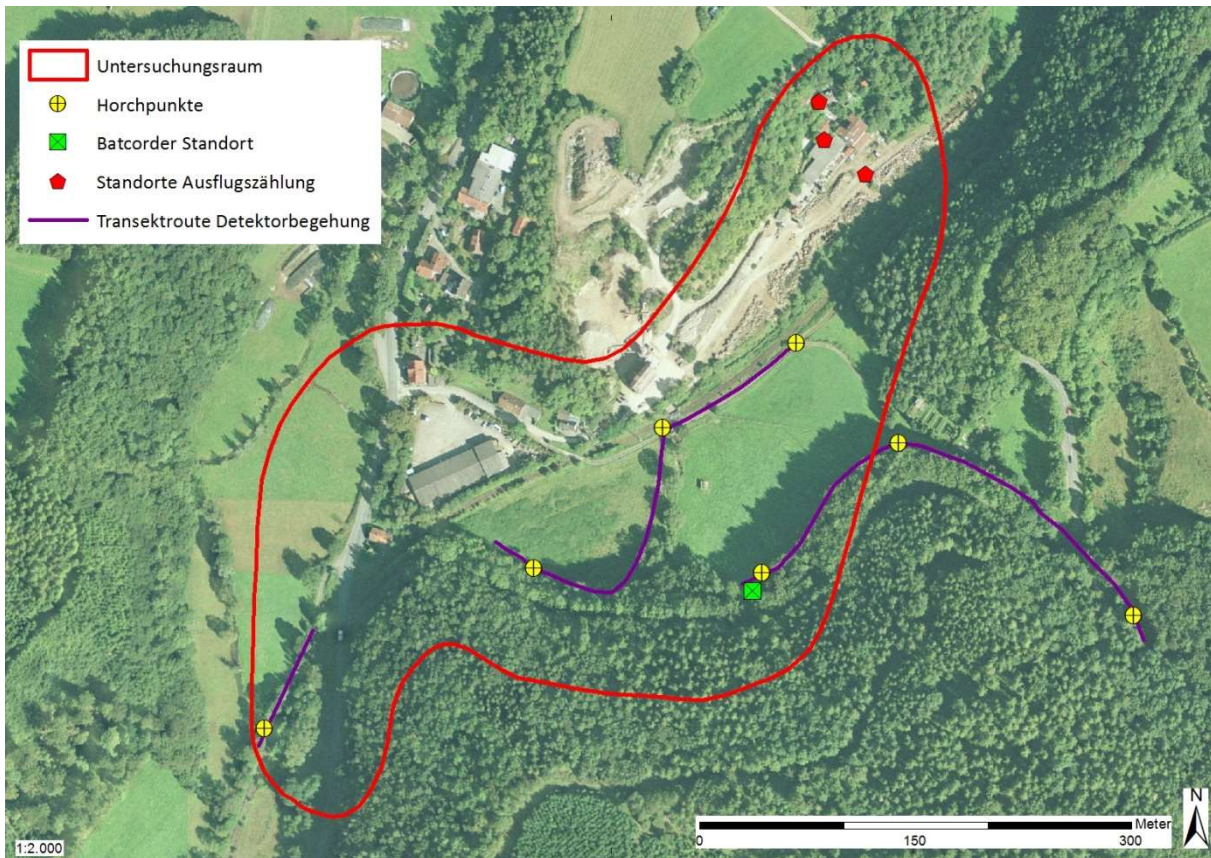 Untersuchungsraum
Horchpunkte
Batcorder Standort
Standorte Ausflugszählung
Transektroute Detektorbegehung
N
Meter
0 150 300
1:2.000